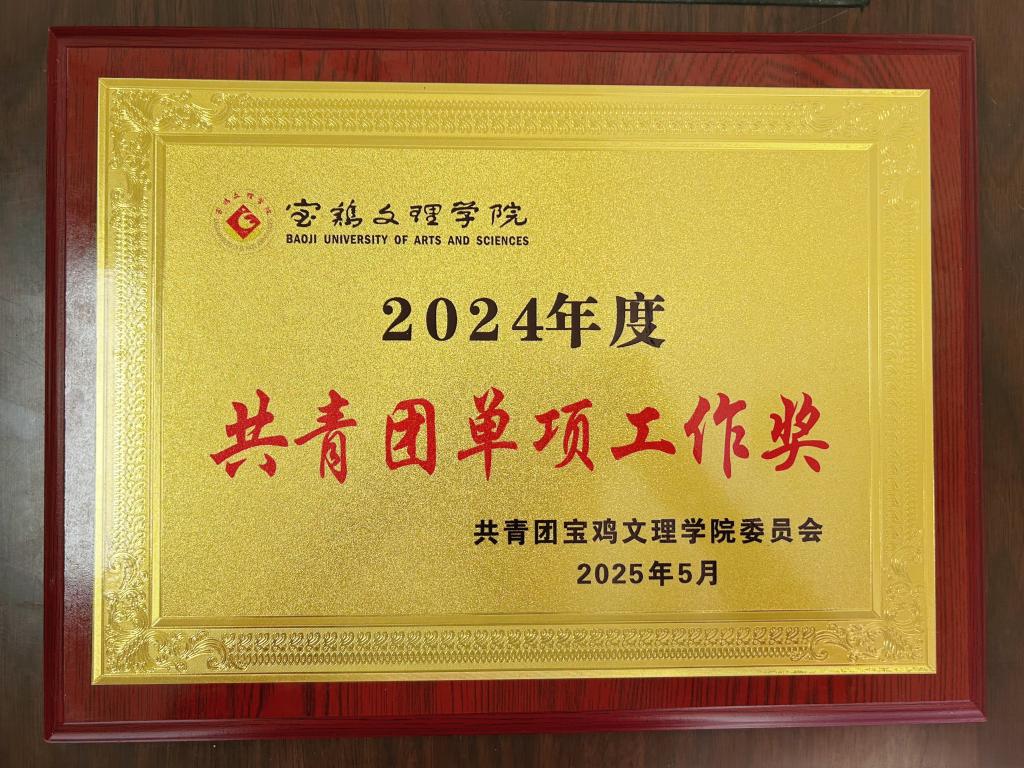 宝鸡文理学院
BAOJI UNIVERSITY OF ARTS AND SCIENCES
2024年度
共青团单项工作奖
共青团宝鸡文理学院委员会
2025年5月